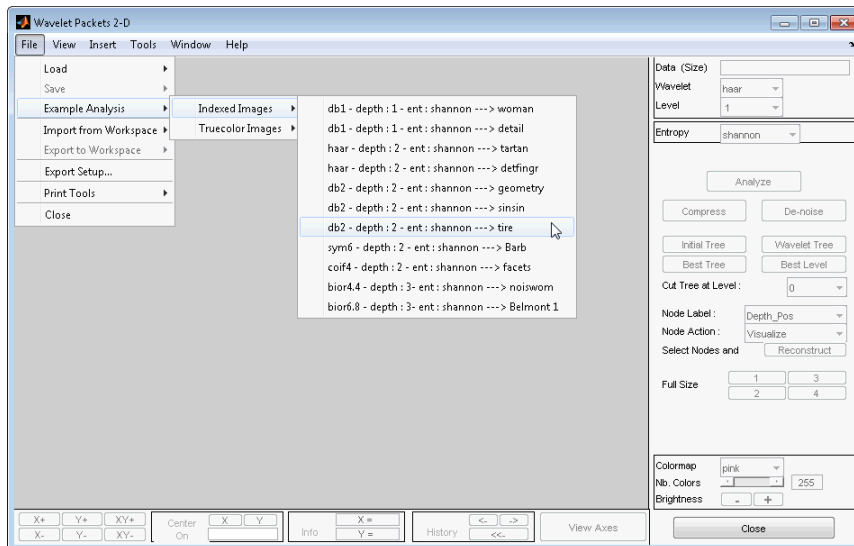 Wavelet Packets 2-D
File View Insert Tools Window Help
Load
Save
Example Analysis
Import from Workspace
Export to Workspace
Export Setup...
Print Tools
Close
Indexed Images
Truecolor Images
db1 - depth : 1 - ent : shannon ---> woman
db1 - depth : 1 - ent : shannon ---> detail
haar - depth : 2 - ent : shannon ---> tartan
haar - depth : 2 - ent : shannon ---> detfingr
db2 - depth : 2 - ent : shannon ---> geometry
db2 - depth : 2 - ent : shannon ---> sinsin
db2 - depth : 2 - ent : shannon ---> tire
sym6 - depth : 2 - ent : shannon ---> Barb
coif4 - depth : 2 - ent : shannon ---> facets
bior4.4 - depth : 3- ent : shannon ---> noiswom
bior6.8 - depth : 3- ent : shannon ---> Belmont 1
Data (Size)
Wavelet haar
Level 1
Entropy shannon
Analyze
Compress De-noise
Initial Tree Wavelet Tree
Best Tree Best Level
Cut Tree at Level : 0
Node Label : Depth_Pos
Node Action : Visualize
Select Nodes and Reconstruct
Full Size 1 3
2 4
Colormap pink
Nb. Colors 255
Brightness - +
Close
X+ Y+ XY+
X- Y- XY-
Center On X Y
Info X =
Y =
History <- ->
<<-
View Axes